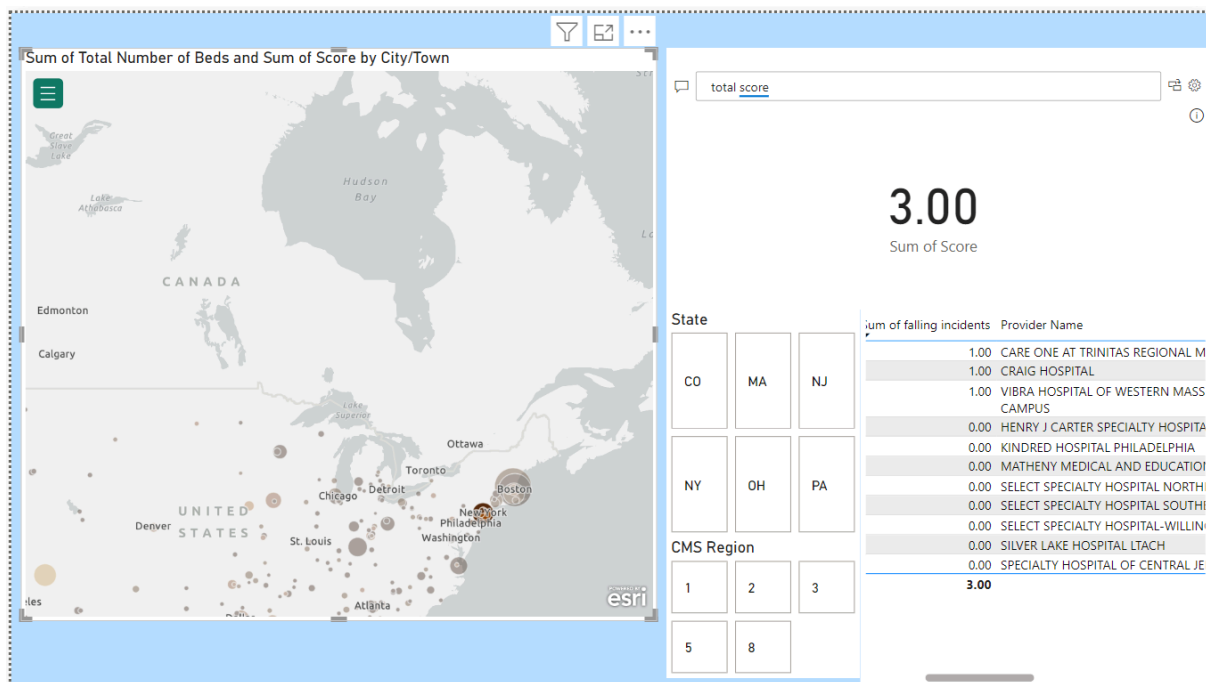 Sum of Total Number of Beds and Sum of Score by City/Town
Great
Slave
Lake
Lake
Athabasca
Hudson
Bay
CANADA
Edmonton
Calgary
Lake
Superior
Ottawa
Toronto
Detroit
Chicago
Boston
New York
Philadelphia
Washington
UNITED
STATES
Denver
St. Louis
Atlanta
les
POWERED BY
esri
total score
3.00
Sum of Score
State
CO
MA
NJ
NY
OH
PA
CMS Region
1
2
3
5
8
um of falling incidents Provider Name
1.00 CARE ONE AT TRINITAS REGIONAL M
1.00 CRAIG HOSPITAL
1.00 VIBRA HOSPITAL OF WESTERN MASS
CAMPUS
0.00 HENRY J CARTER SPECIALTY HOSPITA
0.00 KINDRED HOSPITAL PHILADELPHIA
0.00 MATHENY MEDICAL AND EDUCATIO
0.00 SELECT SPECIALTY HOSPITAL NORTH
0.00 SELECT SPECIALTY HOSPITAL SOUTHE
0.00 SELECT SPECIALTY HOSPITAL-WILLIN
0.00 SILVER LAKE HOSPITAL LTACH
0.00 SPECIALTY HOSPITAL OF CENTRAL JE
3.00